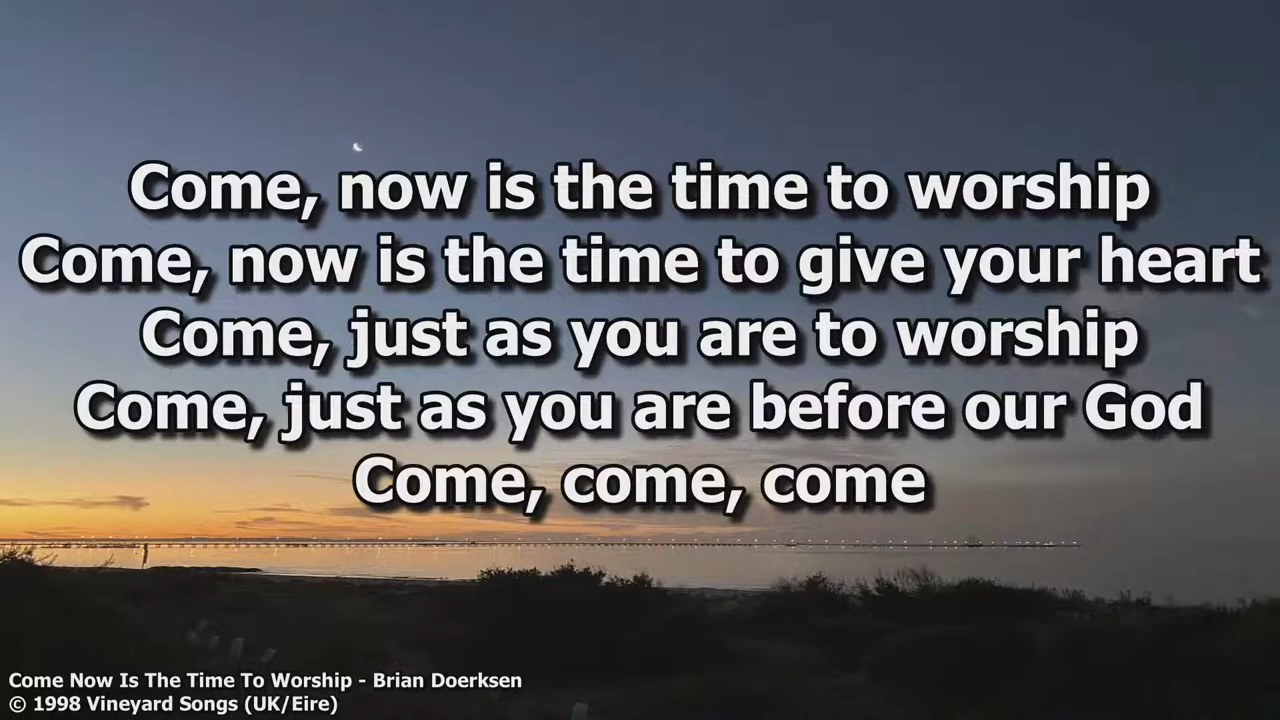 Come, now is the time to worship
Come, now is the time to give your heart
Come, just as you are to worship
Come, just as you are before our God
Come, come, come
Come Now Is The Time To Worship - Brian Doerksen
© 1998 Vineyard Songs (UK/Eire)